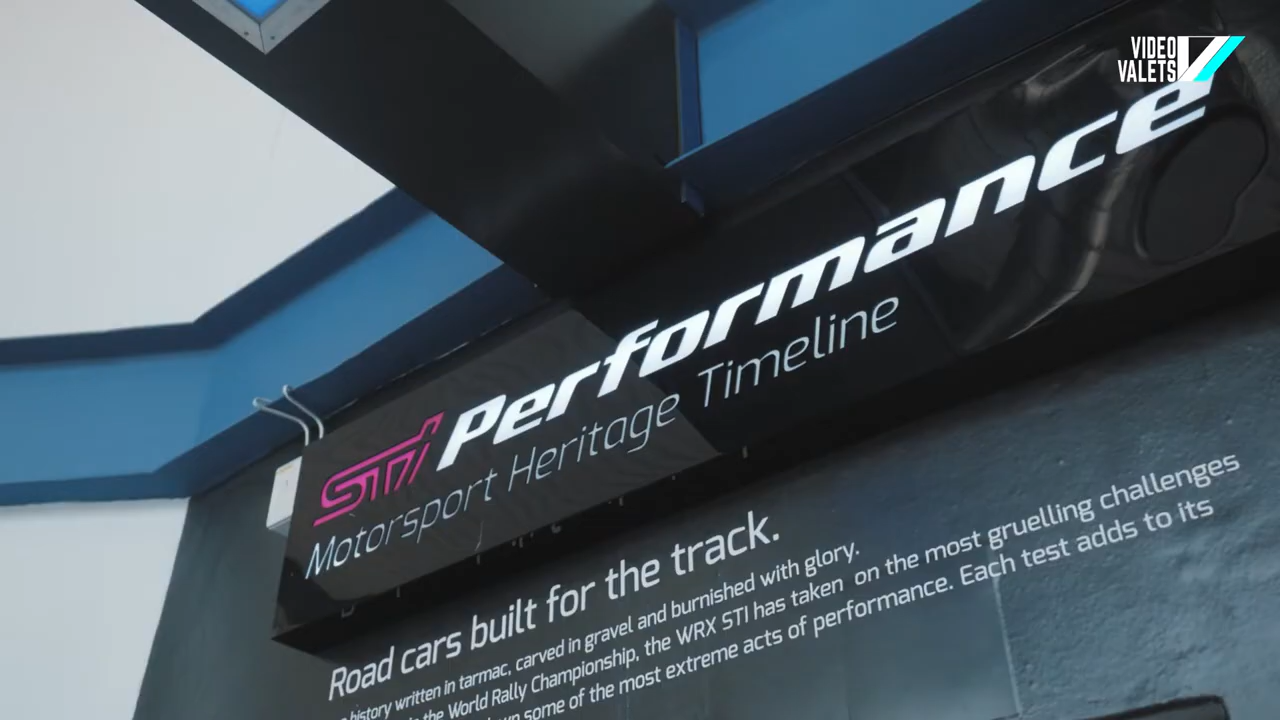 VIDEO
VALETS
STI Performance
Motorsport Heritage Timeline
Road cars built for the track.
history written in tarmac, carved in gravel and burnished with glory.
the World Rally Championship, the WRX STI has taken on the most gruelling challenges
some of the most extreme acts of performance. Each test adds to its